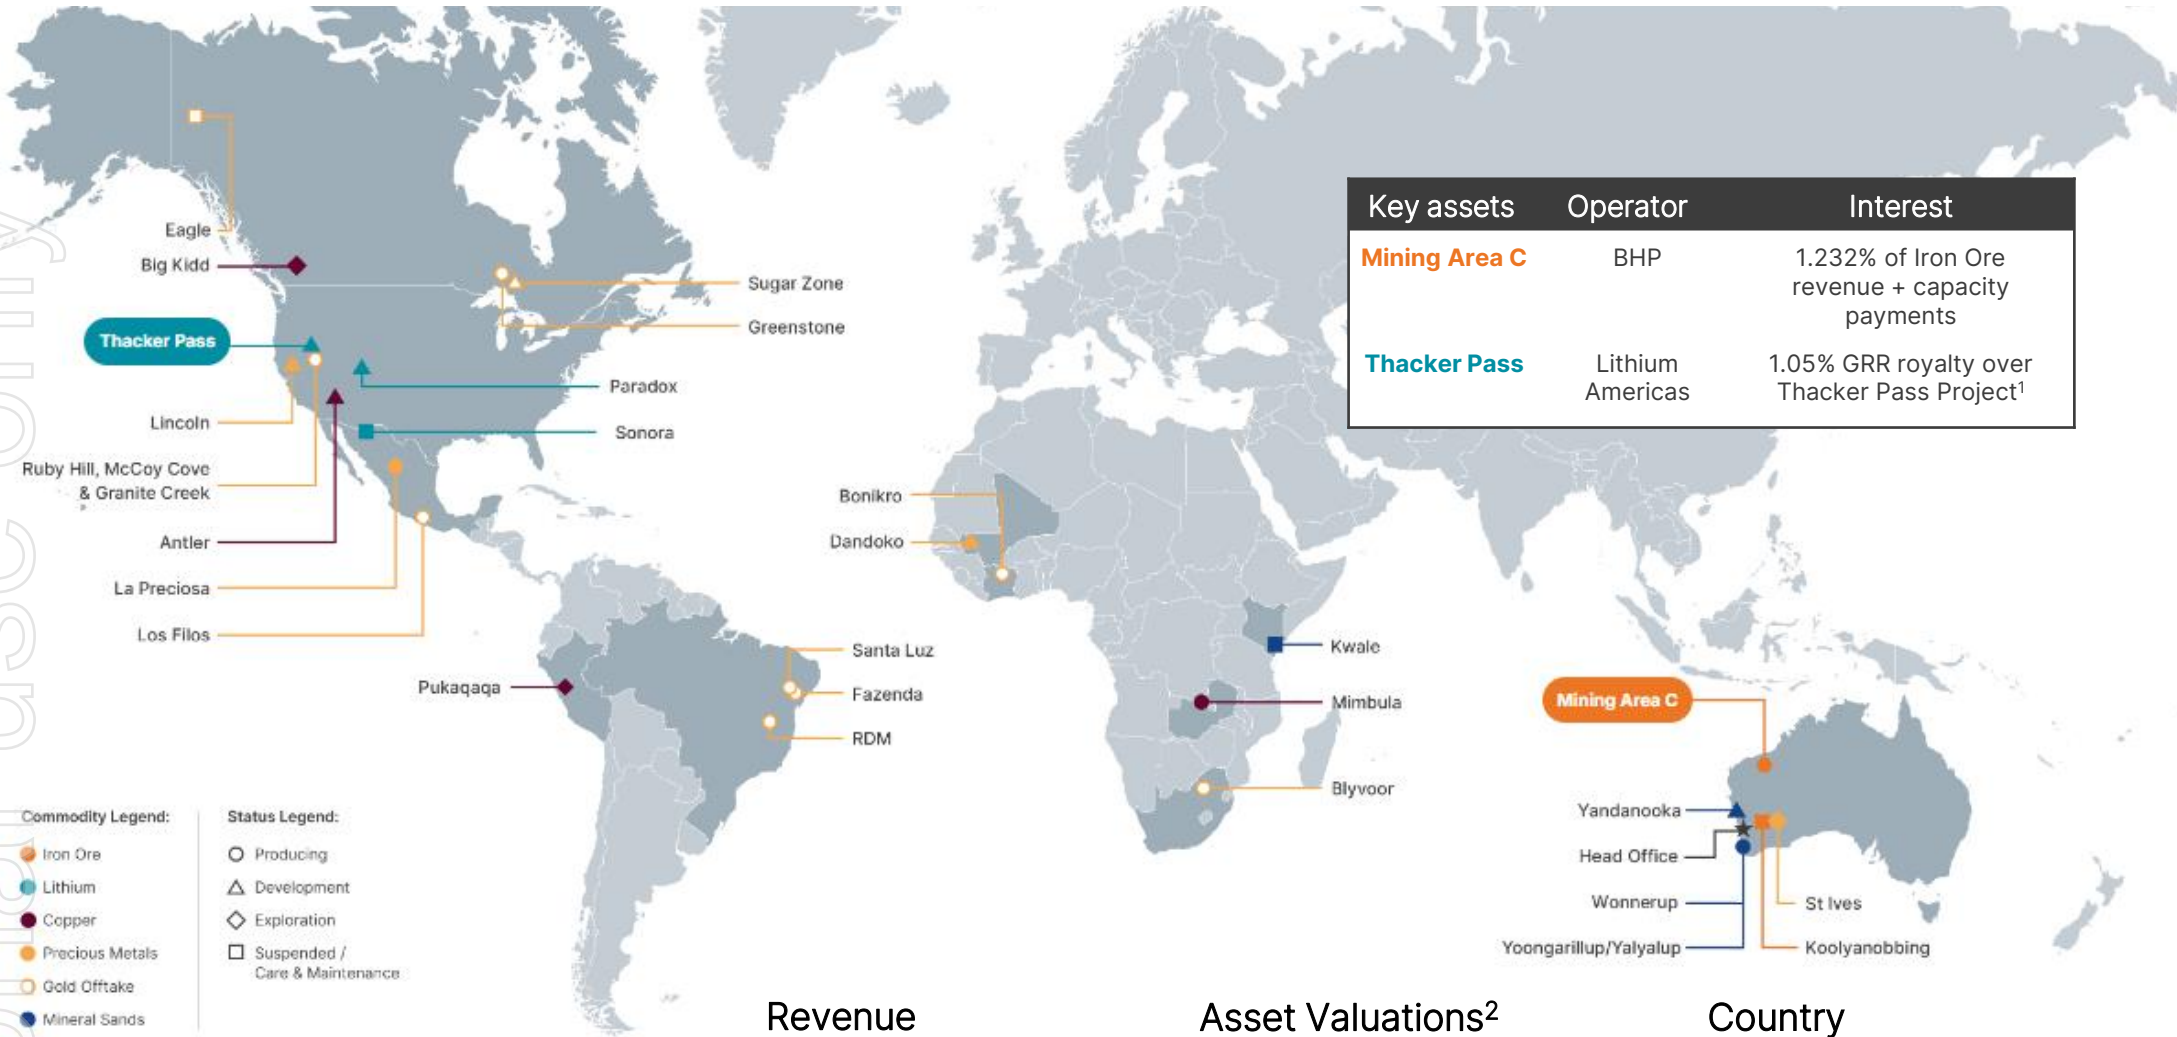 Key assets Operator Interest
Mining Area C BHP 1.232% of Iron Ore
revenue + capacity
payments
Thacker Pass Lithium 1.05% GRR royalty over
Americas Thacker Pass Project¹
Eagle
Big Kidd
Thacker Pass
Lincoln
Ruby Hill, McCoy Cove
& Granite Creek
Antler
La Preciosa
Los Filos
Sugar Zone
Greenstone
Paradox
Sonora
Pukaqaqa
Santa Luz
Fazenda
RDM
Bonikro
Dandoko
Kwale
Mimbula
Blyvoor
Mining Area C
Yandanooka
Head Office
Wonnerup
Yoongarillup/Yalyalup
St Ives
Koolyanobbing
Commodity Legend:
Iron Ore
Lithium
Copper
Precious Metals
Gold Offtake
Mineral Sands
Status Legend:
Producing
Development
Exploration
Suspended /
Care & Maintenance
Revenue
Asset Valuations²
Country